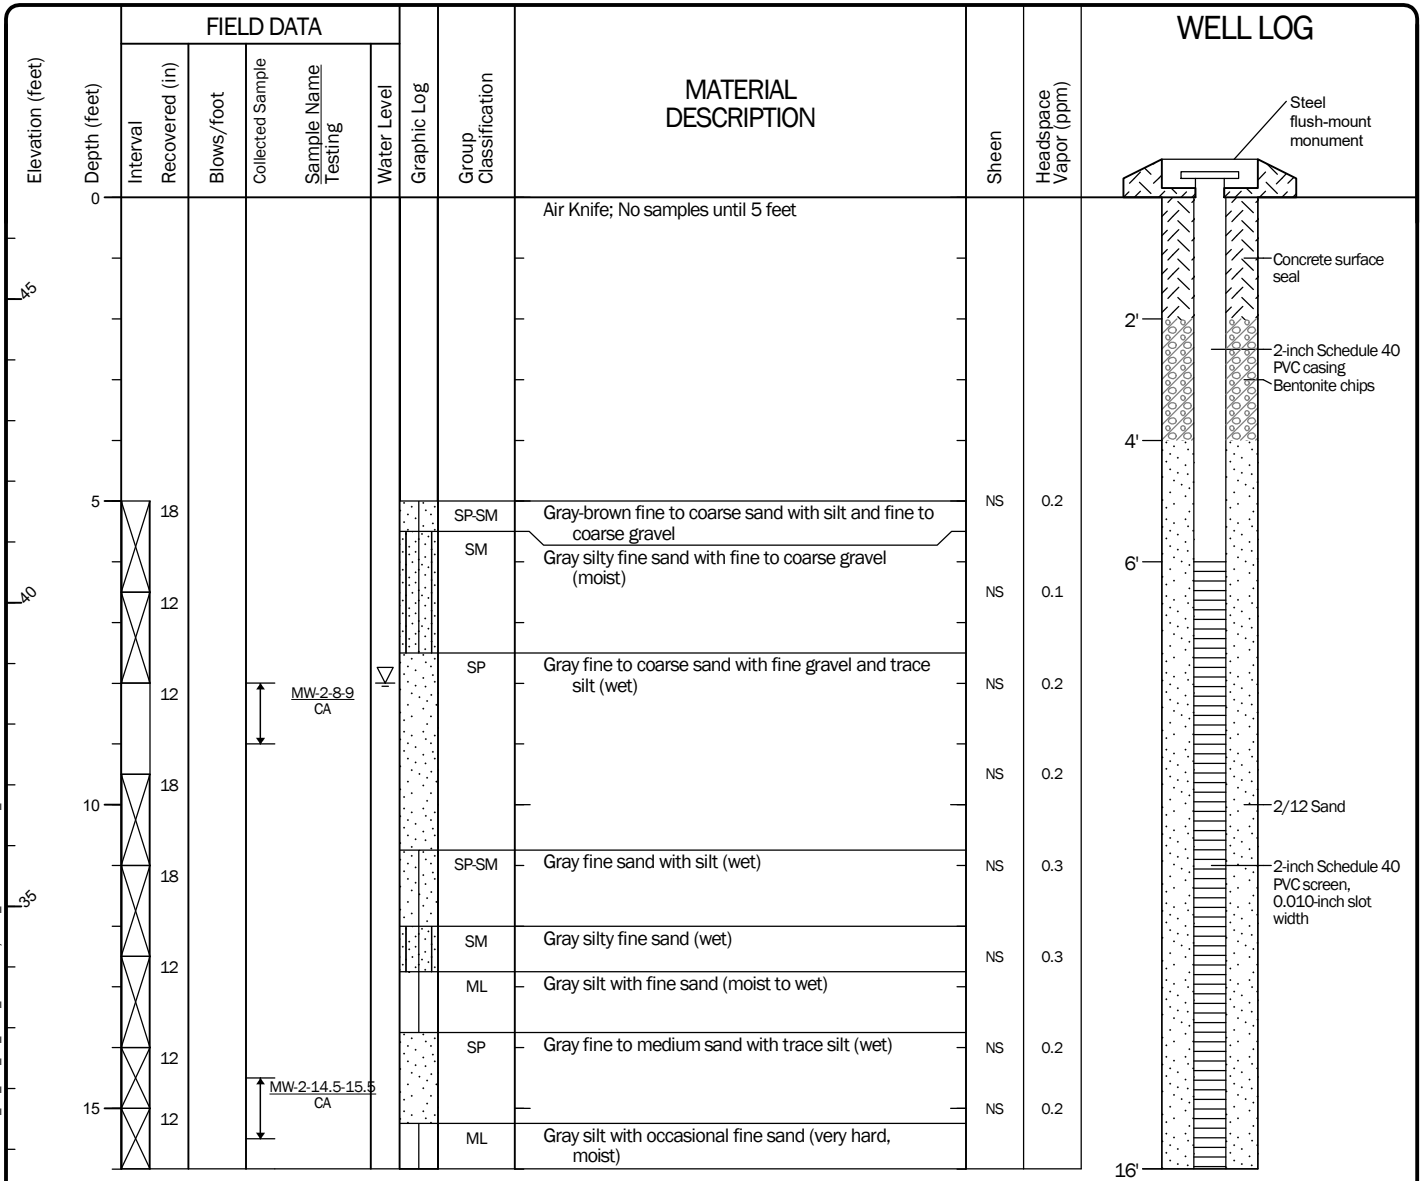 FIELD DATA
WELL LOG
Elevation (feet)
Depth (feet)
Interval
Recovered (in)
Blows/foot
Collected Sample
Sample Name
Testing
Water Level
Graphic Log
Group
Classification
MATERIAL
DESCRIPTION
Sheen
Headspace
Vapor (ppm)
Steel
flush-mount
monument
0
Air Knife; No samples until 5 feet
Concrete surface
seal
45
2'
2-inch Schedule 40
PVC casing
Bentonite chips
4'
5
18
SP-SM
Gray-brown fine to coarse sand with silt and fine to
coarse gravel
NS
0.2
SM
Gray silty fine sand with fine to coarse gravel
(moist)
6'
40
12
NS
0.1
SP
Gray fine to coarse sand with fine gravel and trace
silt (wet)
12
MW-2-8-9
CA
NS
0.2
18
NS
0.2
10
2/12 Sand
SP-SM
Gray fine sand with silt (wet)
18
NS
0.3
2-inch Schedule 40
PVC screen,
0.010-inch slot
width
35
SM
Gray silty fine sand (wet)
12
NS
0.3
ML
Gray silt with fine sand (moist to wet)
SP
Gray fine to medium sand with trace silt (wet)
12
NS
0.2
MW-2-14.5-15.5
CA
15
12
NS
0.2
ML
Gray silt with occasional fine sand (very hard,
moist)
16'